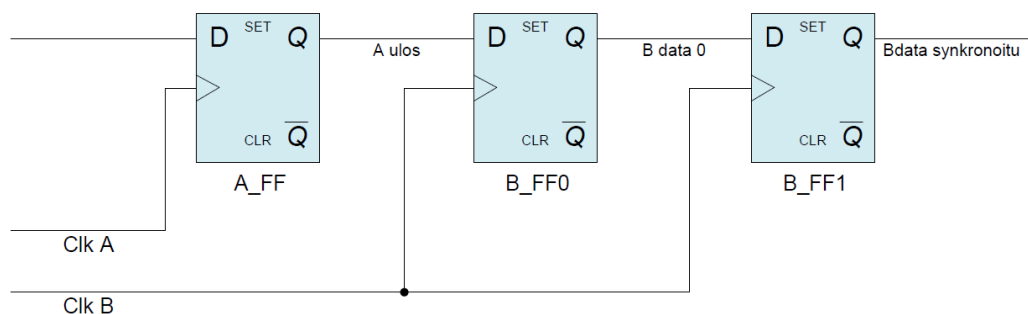 D SET Q
CLR Q
A_FF
A ulos
D SET Q
CLR Q
B_FF0
B data 0
D SET Q
CLR Q
B_FF1
Bdata synkronoitu
Clk A
Clk B